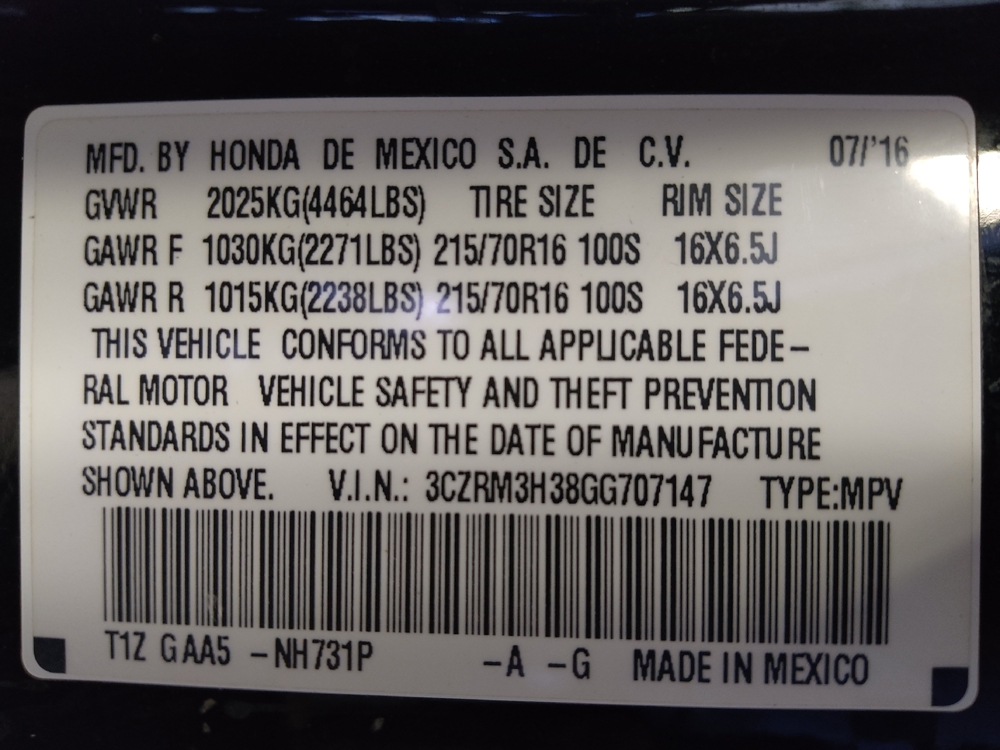 MFD. BY HONDA DE MEXICO S.A. DE C.V. 07/'16
GVWR 2025KG(4464LBS) TIRE SIZE RIM SIZE
GAWR F 1030KG(2271LBS) 215/70R16 100S 16X6.5J
GAWR R 1015KG(2238LBS) 215/70R16 100S 16X6.5J
THIS VEHICLE CONFORMS TO ALL APPLICABLE FEDE-
RAL MOTOR VEHICLE SAFETY AND THEFT PREVENTION
STANDARDS IN EFFECT ON THE DATE OF MANUFACTURE
SHOWN ABOVE. V.I.N.: 3CZRM3H38GG707147 TYPE:MPV
T1Z GAA5 -NH731P -A -G MADE IN MEXICO